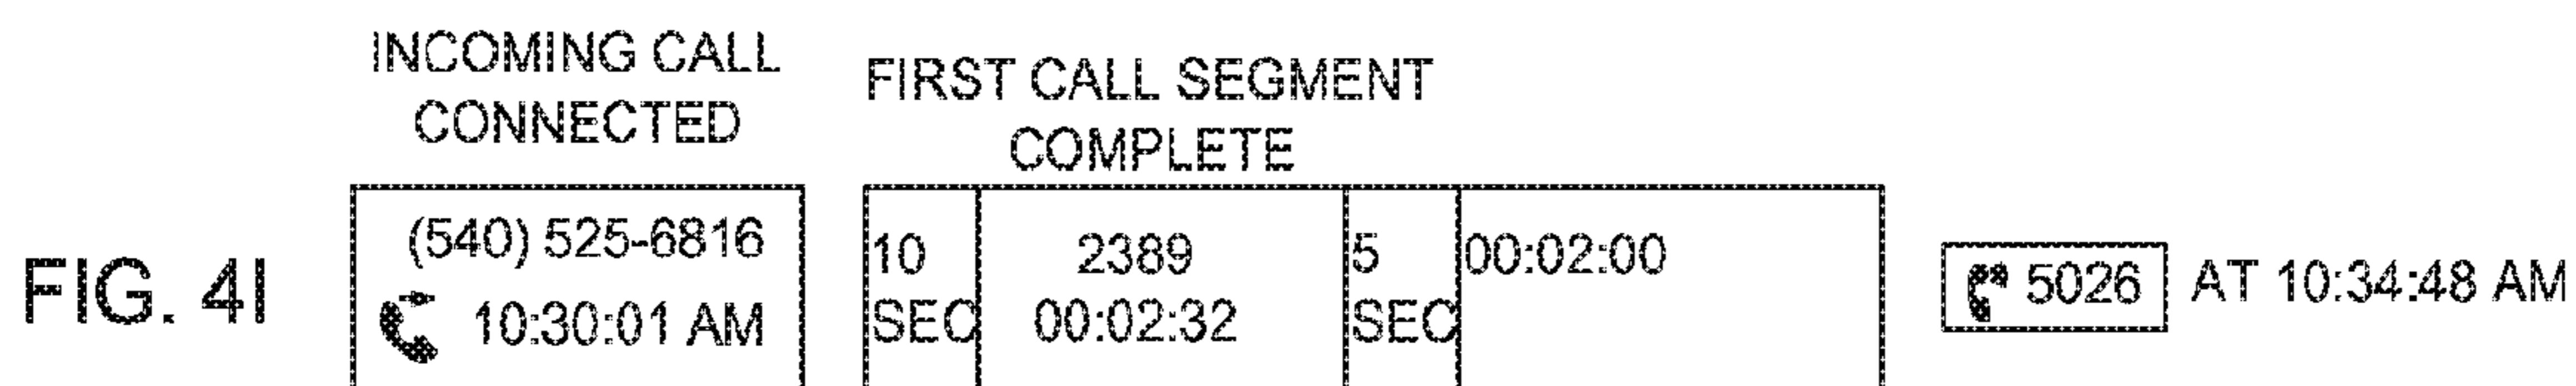 INCOMING CALL
CONNECTED
FIRST CALL SEGMENT
COMPLETE
FIG. 4I
(540) 525-6816
10:30:01 AM
10
SEC
2389
00:02:32
5
SEC
00:02:00
5026
AT 10:34:48 AM